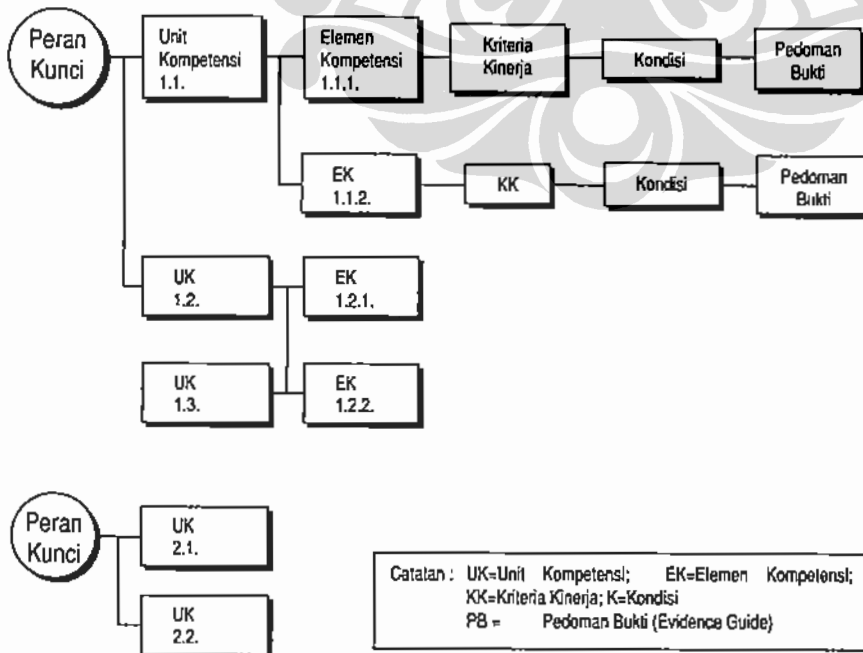 Peran
Kunci
Unit
Kompetensi
1.1.
Elemen
Kompetensi
1.1.1.
Kriteria
Kinerja
Kondisi
Pedoman
Bukti
EK
1.1.2.
KK
Kondisi
Pedoman
Bukti
UK
1.2.
EK
1.2.1.
UK
1.3.
EK
1.2.2.
Peran
Kunci
UK
2.1.
UK
2.2.
Catatan : UK=Unit Kompetensi; EK=Elemen Kompetensi;
KK=Kriteria Kinerja; K=Kondisi
PB = Pedoman Bukti (Evidence Guide)